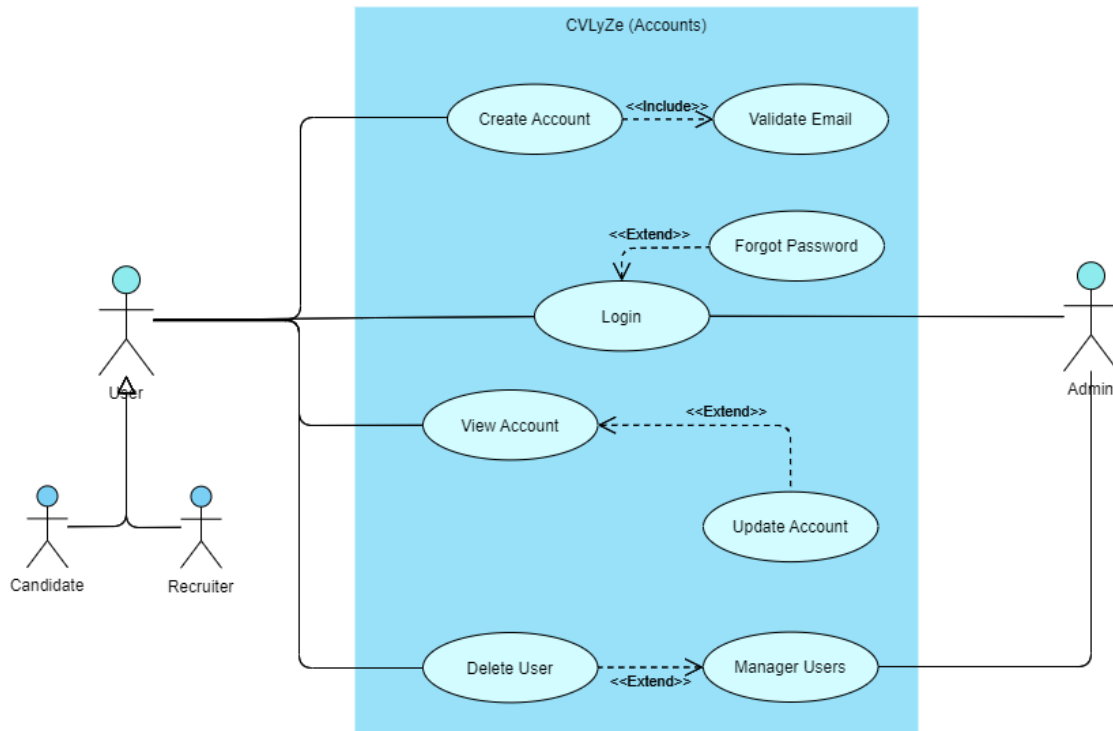 CVLyZe (Accounts)
Create Account
<<Include>>
Validate Email
<<Extend>>
Forgot Password
Login
User
Admin
View Account
<<Extend>>
Update Account
Candidate
Recruiter
Delete User
<<Extend>>
Manager Users